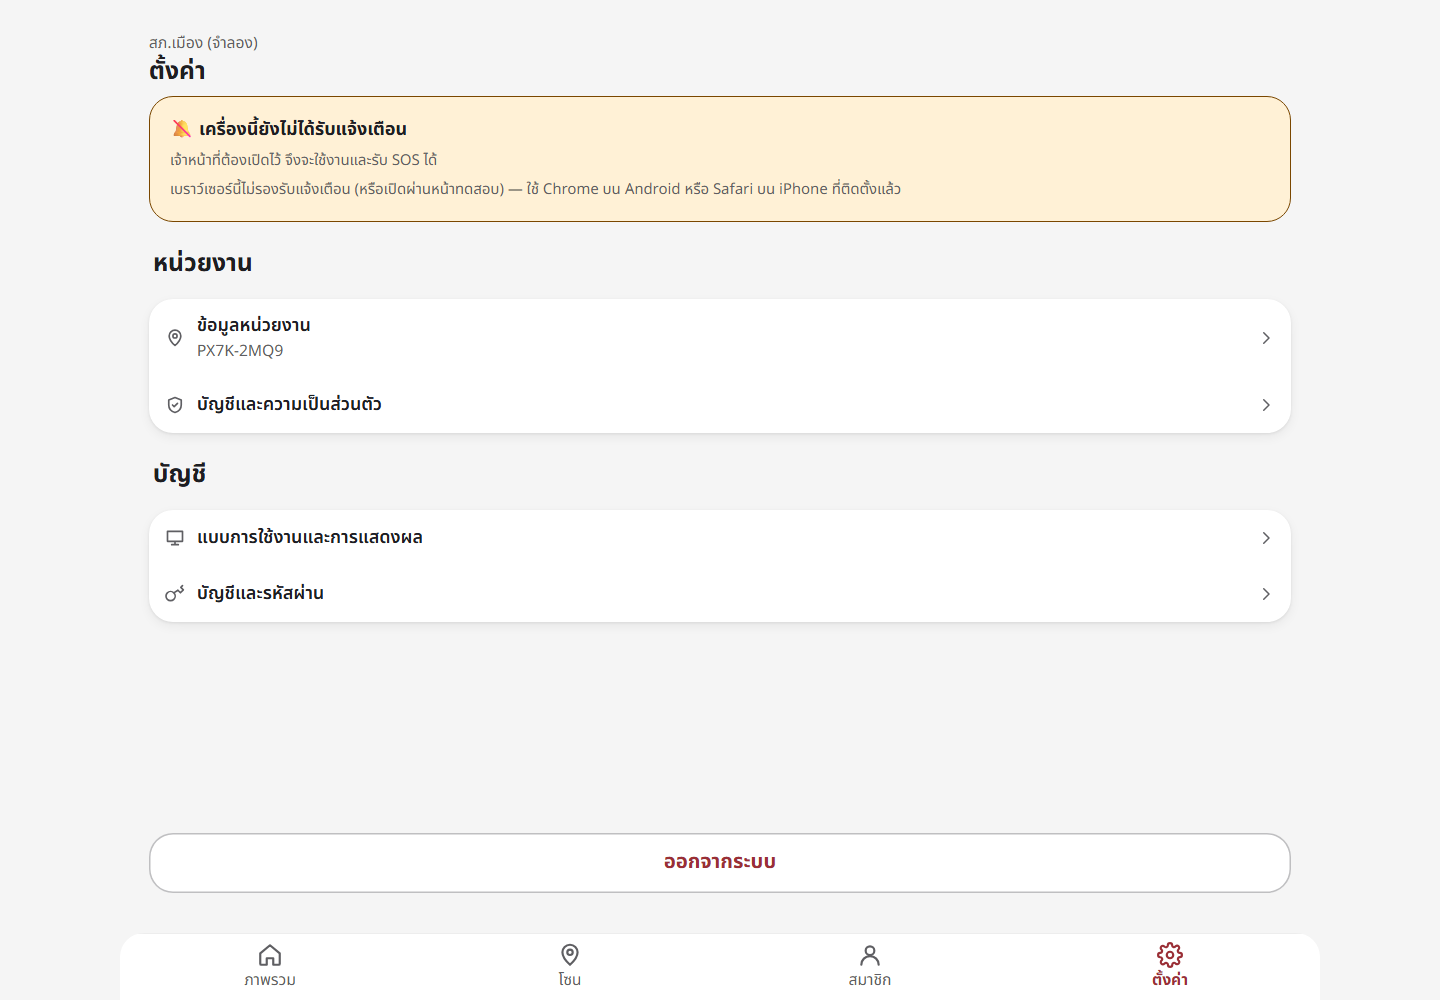 สภ.เมือง (จำลอง)
ตั้งค่า
เครื่องนี้ยังไม่ได้รับแจ้งเตือน
เจ้าหน้าที่ต้องเปิดไว้ จึงจะใช้งานและรับ SOS ได้
เบราว์เซอร์นี้ไม่รองรับแจ้งเตือน (หรือเปิดผ่านหน้าทดสอบ) — ใช้ Chrome บน Android หรือ Safari บน iPhone ที่ติดตั้งแล้ว
หน่วยงาน
ข้อมูลหน่วยงาน
PX7K-2MQ9
บัญชีและความเป็นส่วนตัว
บัญชี
แบบการใช้งานและการแสดงผล
บัญชีและรหัสผ่าน
ออกจากระบบ
ภาพรวม
โซน
สมาชิก
ตั้งค่า